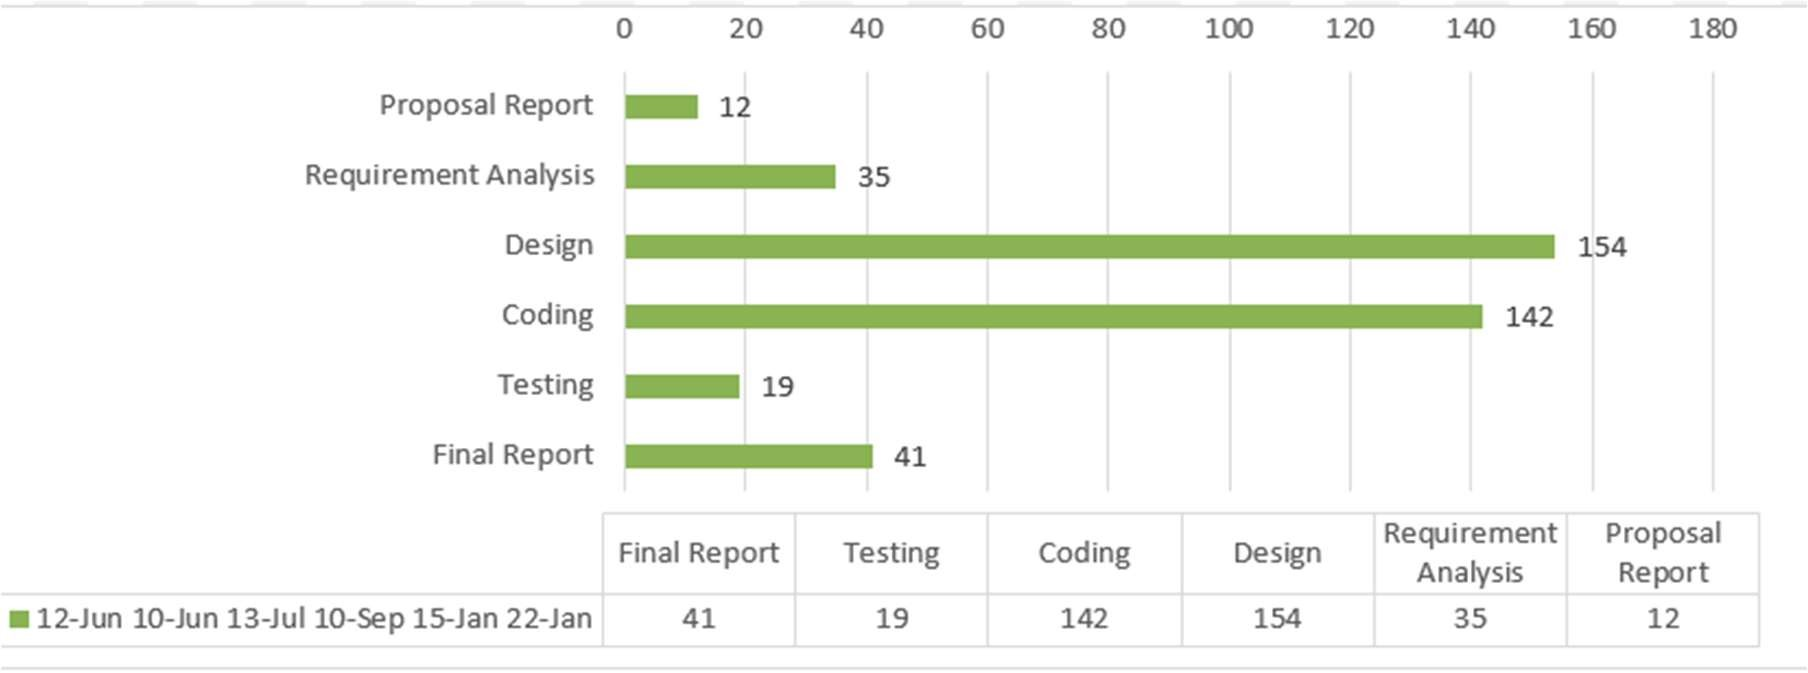 0 20 40 60 80 100 120 140 160 180
Proposal Report 12
Requirement Analysis 35
Design 154
Coding 142
Testing 19
Final Report 41
Final Report Testing Coding Design Requirement Analysis Proposal Report
12-Jun 10-Jun 13-Jul 10-Sep 15-Jan 22-Jan 41 19 142 154 35 12